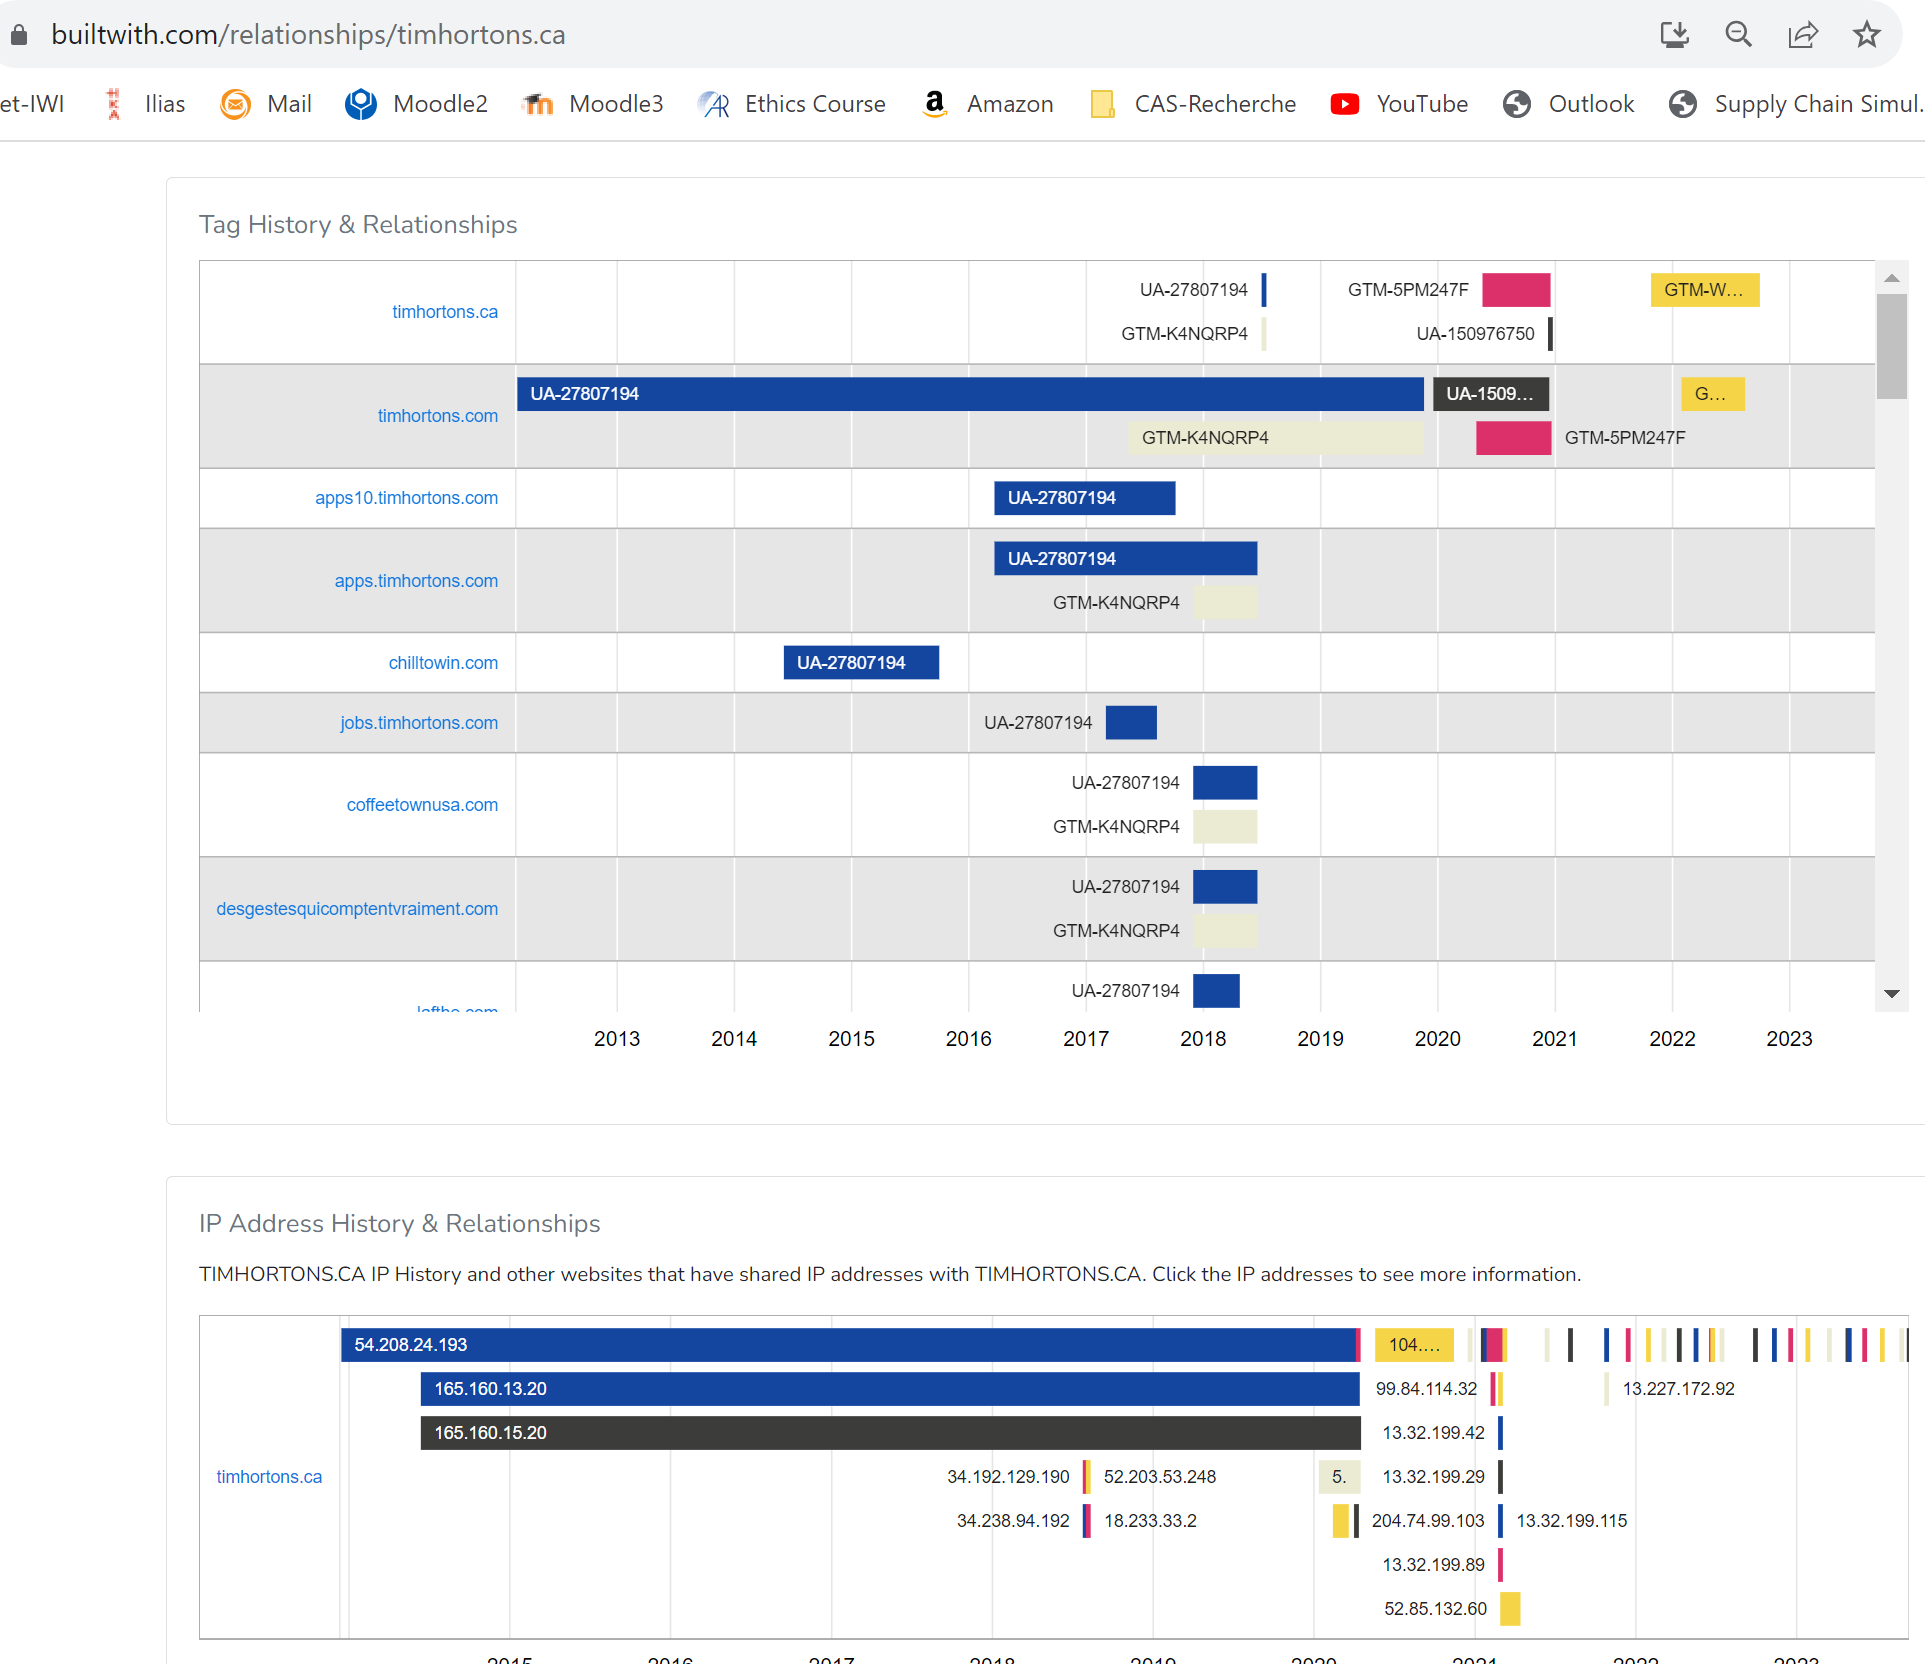 builtwith.com/relationships/timhortons.ca
et-IWI Ilias Mail Moodle2 Moodle3 Ethics Course Amazon CAS-Recherche YouTube Outlook Supply Chain Simul.
Tag History & Relationships
UA-27807194 GTM-5PM247F GTM-W...
timhortons.ca
GTM-K4NQRP4 UA-150976750
UA-27807194 UA-1509... G...
timhortons.com
GTM-K4NQRP4 GTM-5PM247F
apps10.timhortons.com UA-27807194
UA-27807194
apps.timhortons.com
GTM-K4NQRP4
chilltowin.com UA-27807194
jobs.timhortons.com UA-27807194
UA-27807194
coffeetownusa.com
GTM-K4NQRP4
UA-27807194
desgestesquicomptentvraiment.com
GTM-K4NQRP4
UA-27807194
2013 2014 2015 2016 2017 2018 2019 2020 2021 2022 2023
IP Address History & Relationships
TIMHORTONS.CA IP History and other websites that have shared IP addresses with TIMHORTONS.CA. Click the IP addresses to see more information.
54.208.24.193 104....
165.160.13.20 99.84.114.32 13.227.172.92
165.160.15.20 13.32.199.42
timhortons.ca 34.192.129.190 52.203.53.248 5. 13.32.199.29
34.238.94.192 18.233.33.2 204.74.99.103 13.32.199.115
13.32.199.89
52.85.132.60
2015 2016 2017 2018 2019 2020 2021 2022 2023